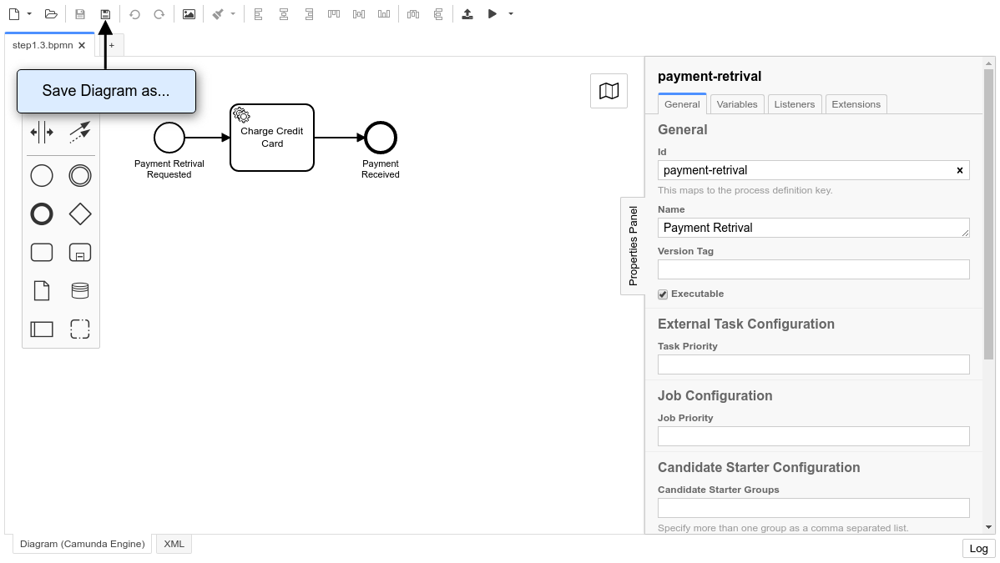 step1.3.bpmn
+
Save Diagram as...
Charge Credit
Card
Payment Retrival
Requested
Payment
Received
Properties Panel
payment-retrival
General
Variables
Listeners
Extensions
General
Id
payment-retrival
This maps to the process definition key.
Name
Payment Retrival
Version Tag
Executable
External Task Configuration
Task Priority
Job Configuration
Job Priority
Candidate Starter Configuration
Candidate Starter Groups
Specify more than one group as a comma separated list.
Diagram (Camunda Engine)
XML
Log